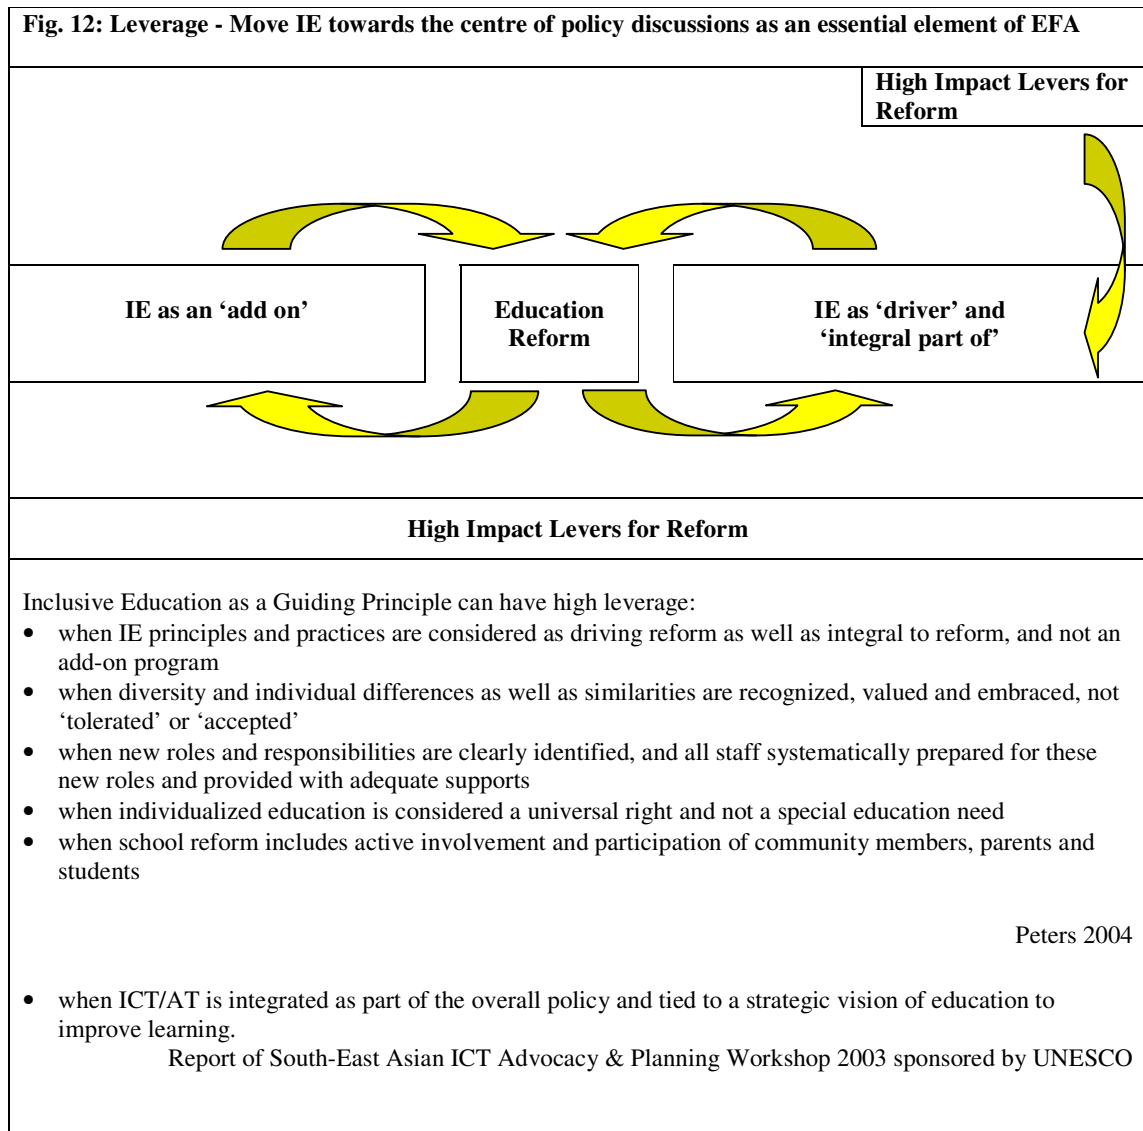 Fig. 12: Leverage - Move IE towards the centre of policy discussions as an essential element of EFA
High Impact Levers for
Reform
IE as an ‘add on’
Education
Reform
IE as ‘driver’ and
‘integral part of’
High Impact Levers for Reform
Inclusive Education as a Guiding Principle can have high leverage:
• when IE principles and practices are considered as driving reform as well as integral to reform, and not an
add-on program
• when diversity and individual differences as well as similarities are recognized, valued and embraced, not
‘tolerated’ or ‘accepted’
• when new roles and responsibilities are clearly identified, and all staff systematically prepared for these
new roles and provided with adequate supports
• when individualized education is considered a universal right and not a special education need
• when school reform includes active involvement and participation of community members, parents and
students
Peters 2004
• when ICT/AT is integrated as part of the overall policy and tied to a strategic vision of education to
improve learning.
Report of South-East Asian ICT Advocacy & Planning Workshop 2003 sponsored by UNESCO